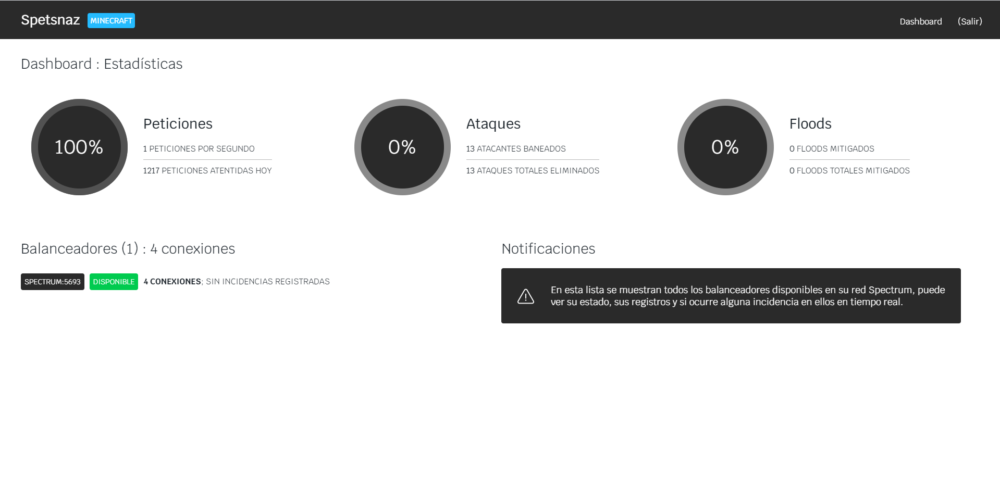 Spetsnaz MINECRAFT
Dashboard (Salir)
Dashboard : Estadísticas
100%
Peticiones
1 PETICIONES POR SEGUNDO
1217 PETICIONES ATENTIDAS HOY
0%
Ataques
13 ATACANTES BANEADOS
13 ATAQUES TOTALES ELIMINADOS
0%
Floods
0 FLOODS MITIGADOS
0 FLOODS TOTALES MITIGADOS
Balanceadores (1) : 4 conexiones
SPECTRUM:5693 DISPONIBLE 4 CONEXIONES; SIN INCIDENCIAS REGISTRADAS
Notificaciones
En esta lista se muestran todos los balanceadores disponibles en su red Spectrum, puede
ver su estado, sus registros y si ocurre alguna incidencia en ellos en tiempo real.